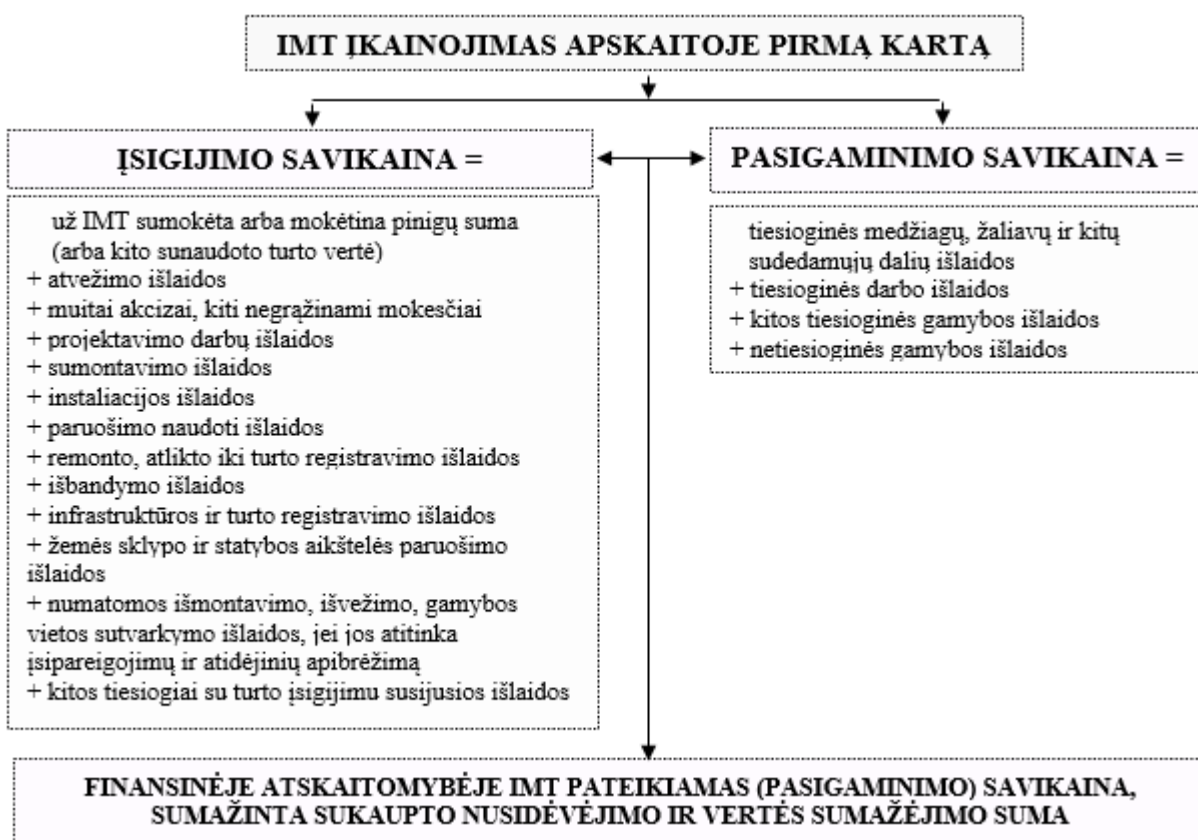 IMT ĮKAINOJIMAS APSKAITOJE PIRMĄ KARTĄ
ĮSIGIJIMO SAVIKAINA =
už IMT sumokėta arba mokėtina pinigų suma
(arba kito sunaudoto turto vertė)
+ atvežimo išlaidos
+ muitai akcizai, kiti negrąžinami mokesčiai
+ projektavimo darbų išlaidos
+ sumontavimo išlaidos
+ instaliacijos išlaidos
+ paruošimo naudoti išlaidos
+ remonto, atlikto iki turto registravimo išlaidos
+ išbandymo išlaidos
+ infrastruktūros ir turto registravimo išlaidos
+ žemės sklypo ir statybos aikštelės paruošimo
išlaidos
+ numatomos išmontavimo, išvežimo, gamybos
vietos sutvarkymo išlaidos, jei jos atitinka
įsipareigojimų ir atidėjinių apibrėžimą
+ kitos tiesiogiai su turto įsigijimu susijusios išlaidos
PASIGAMINIMO SAVIKAINA =
tiesioginės medžiagų, žaliavų ir kitų
sudedamųjų dalių išlaidos
+ tiesioginės darbo išlaidos
+ kitos tiesioginės gamybos išlaidos
+ netiesioginės gamybos išlaidos
FINANSINĖJE ATSKAITOMYBĖJE IMT PATEIKIAMAS (PASIGAMINIMO) SAVIKAINA,
SUMAŽINTA SUKAUPTO NUSIDĖVĖJIMO IR VERTĖS SUMAŽĖJIMO SUMA